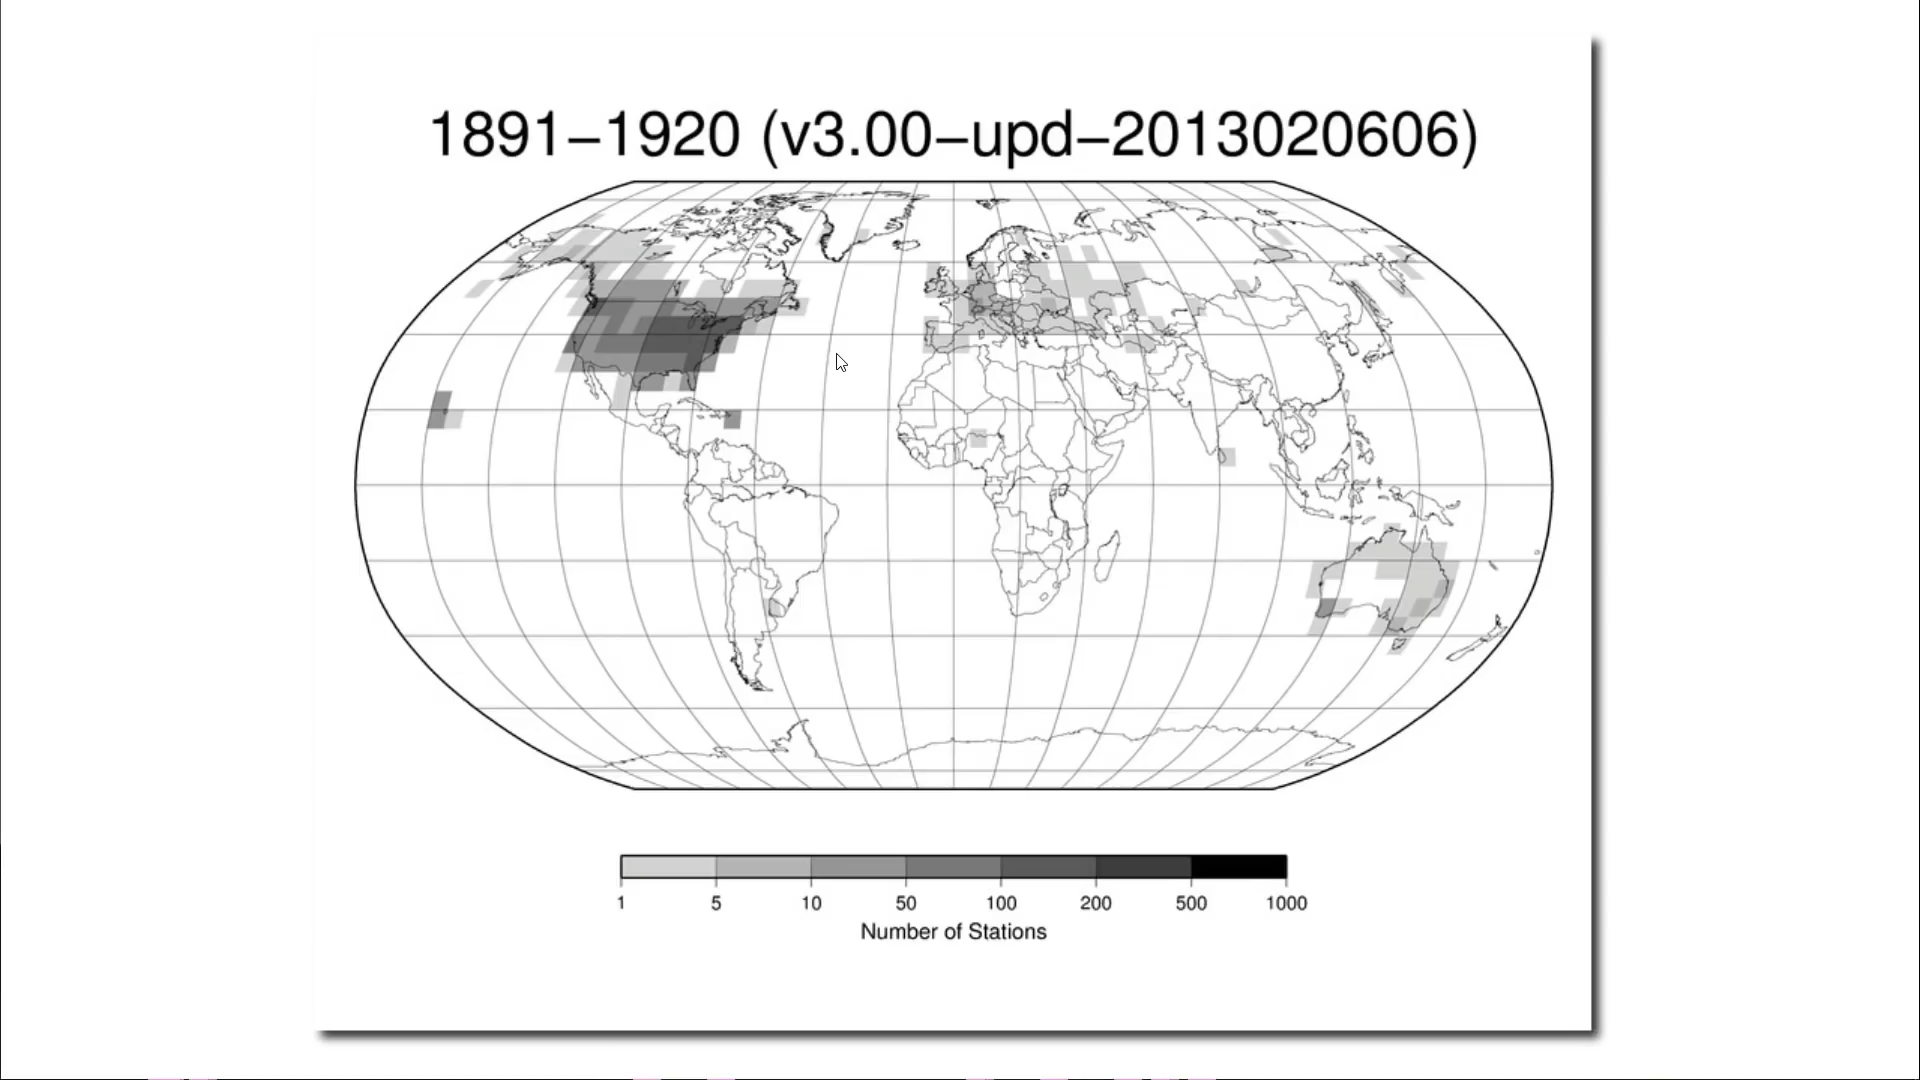 1891–1920 (v3.00–upd–2013020606)
1 5 10 50 100 200 500 1000
Number of Stations